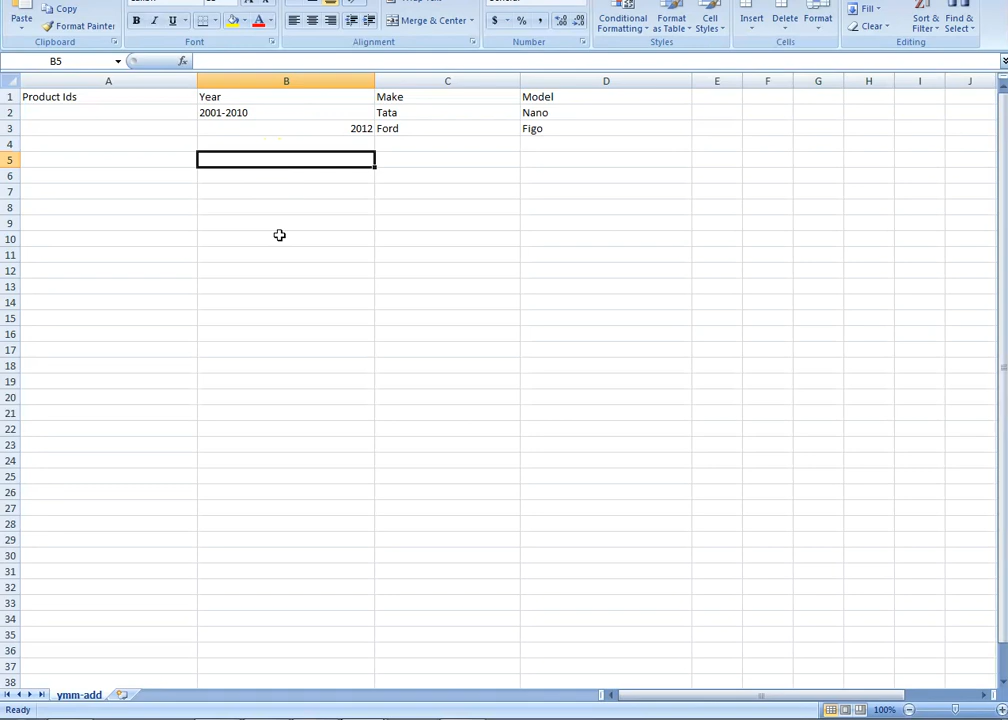 Paste Copy Format Painter Clipboard
B I U A Font
Merge & Center Alignment
$ % , Number
Conditional Formatting Format as Table Cell Styles Styles
Insert Delete Format Cells
Fill Clear Sort & Filter Find & Select Editing
B5 fx
A B C D E F G H I J
1 Product Ids Year Make Model
2 2001-2010 Tata Nano
3 2012 Ford Figo
4
5
6
7
8
9
10
11
12
13
14
15
16
17
18
19
20
21
22
23
24
25
26
27
28
29
30
31
32
33
34
35
36
37
38
ymm-add
Ready 100%